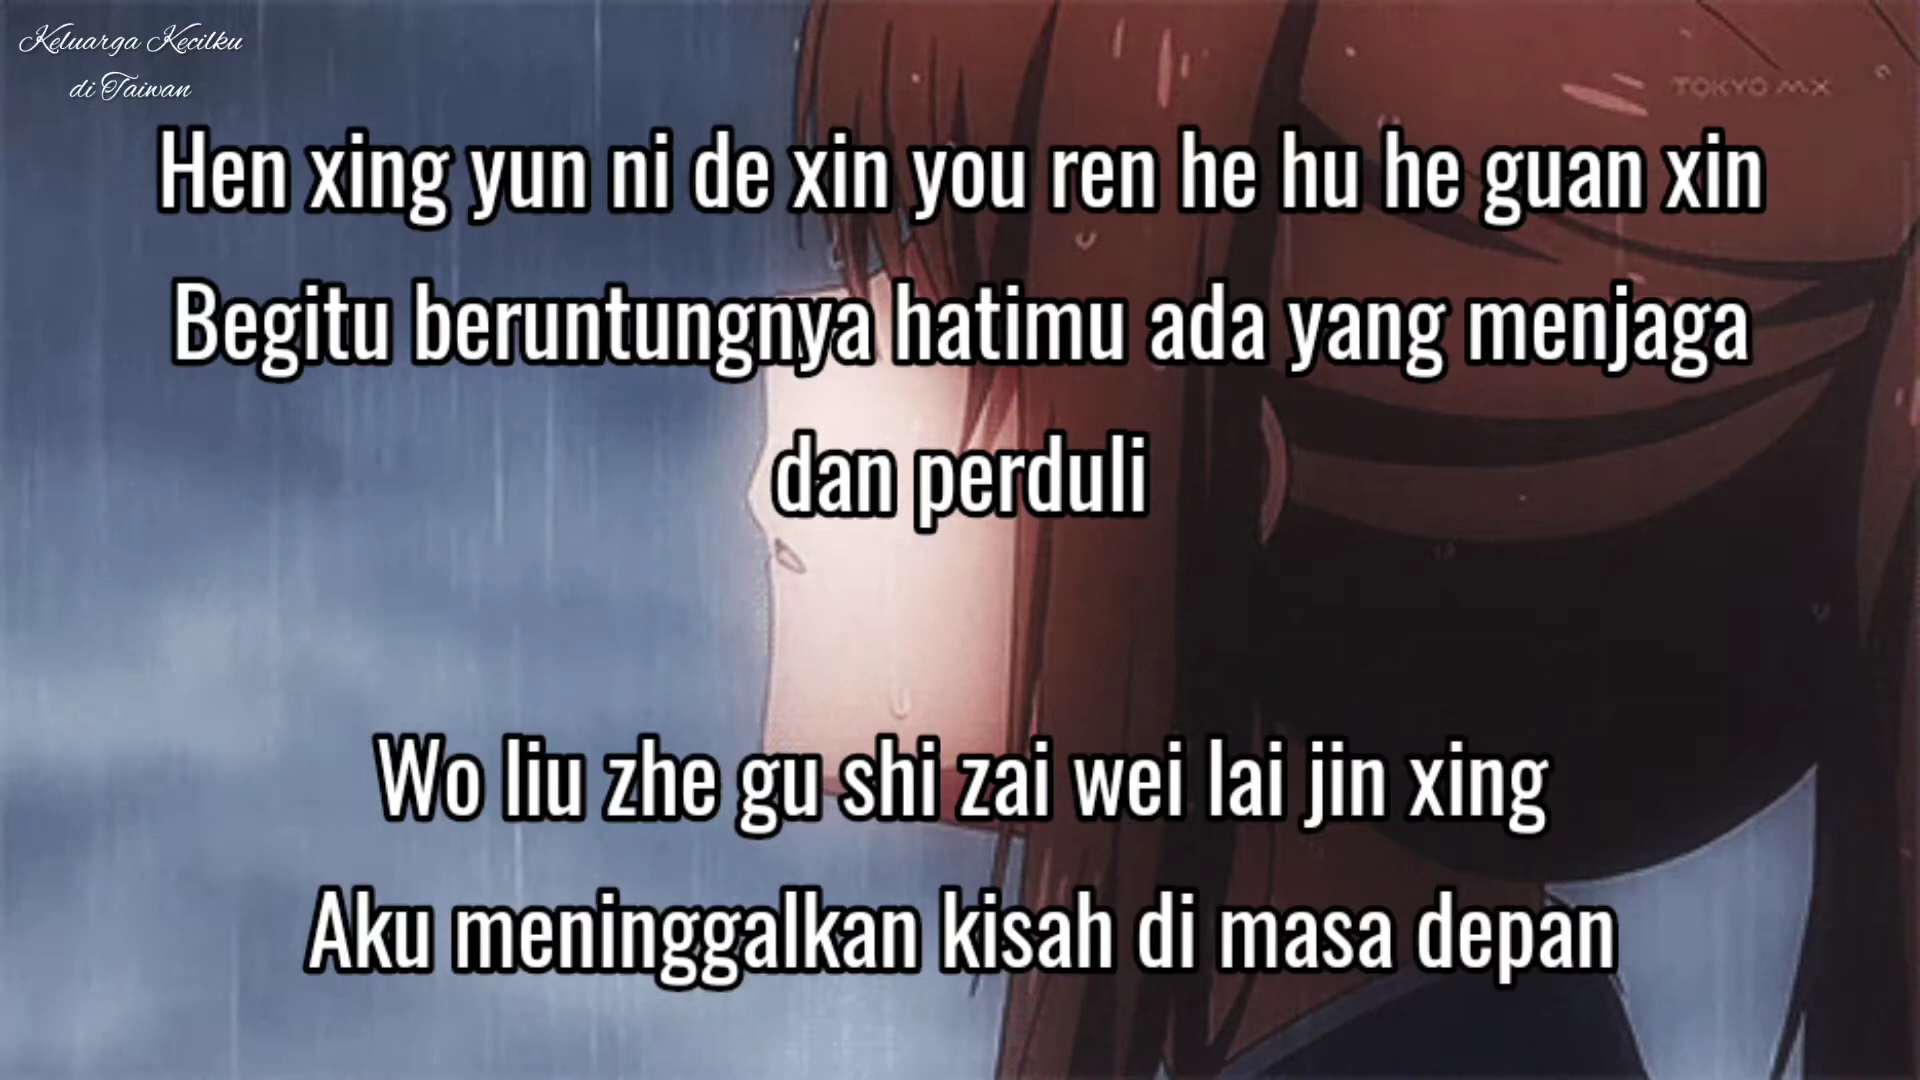 Keluarga Kecilku
di Taiwan
TOKYO MX
Hen xing yun ni de xin you ren he hu he guan xin
Begitu beruntungnya hatimu ada yang menjaga
dan perduli
Wo liu zhe gu shi zai wei lai jin xing
Aku meninggalkan kisah di masa depan